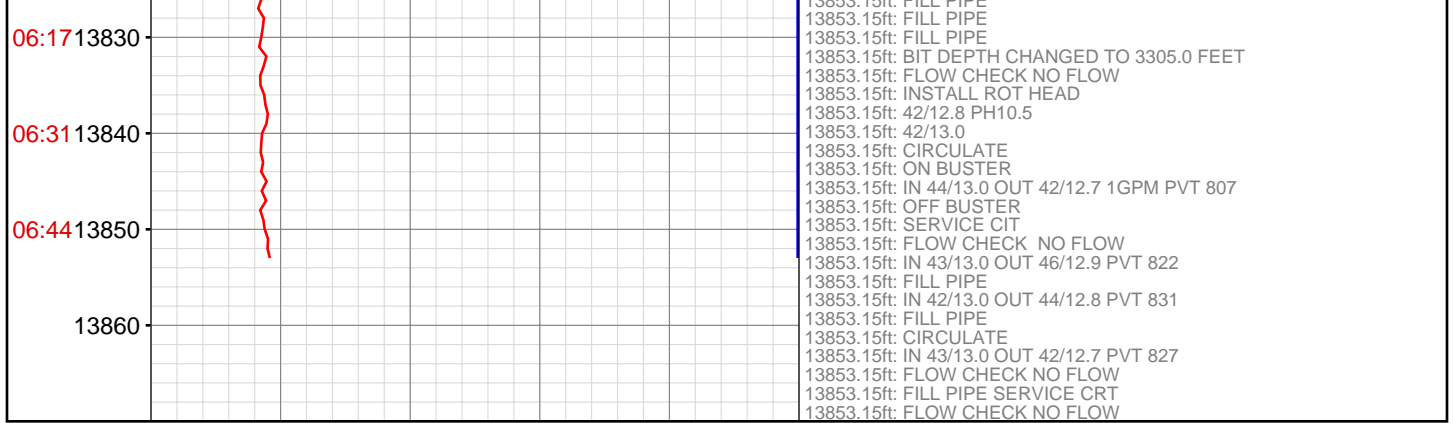 13853.15ft: FILL PIPE
13853.15ft: FILL PIPE
06:17 13830
13853.15ft: FILL PIPE
13853.15ft: BIT DEPTH CHANGED TO 3305.0 FEET
13853.15ft: FLOW CHECK NO FLOW
13853.15ft: INSTALL ROT HEAD
13853.15ft: 42/12.8 PH10.5
06:31 13840
13853.15ft: 42/13.0
13853.15ft: CIRCULATE
13853.15ft: ON BUSTER
13853.15ft: IN 44/13.0 OUT 42/12.7 1GPM PVT 807
13853.15ft: OFF BUSTER
06:44 13850
13853.15ft: SERVICE CIT
13853.15ft: FLOW CHECK  NO FLOW
13853.15ft: IN 43/13.0 OUT 46/12.9 PVT 822
13853.15ft: FILL PIPE
13853.15ft: IN 42/13.0 OUT 44/12.8 PVT 831
13860
13853.15ft: FILL PIPE
13853.15ft: CIRCULATE
13853.15ft: IN 43/13.0 OUT 42/12.7 PVT 827
13853.15ft: FLOW CHECK NO FLOW
13853.15ft: FILL PIPE SERVICE CRT
13853.15ft: FLOW CHECK NO FLOW